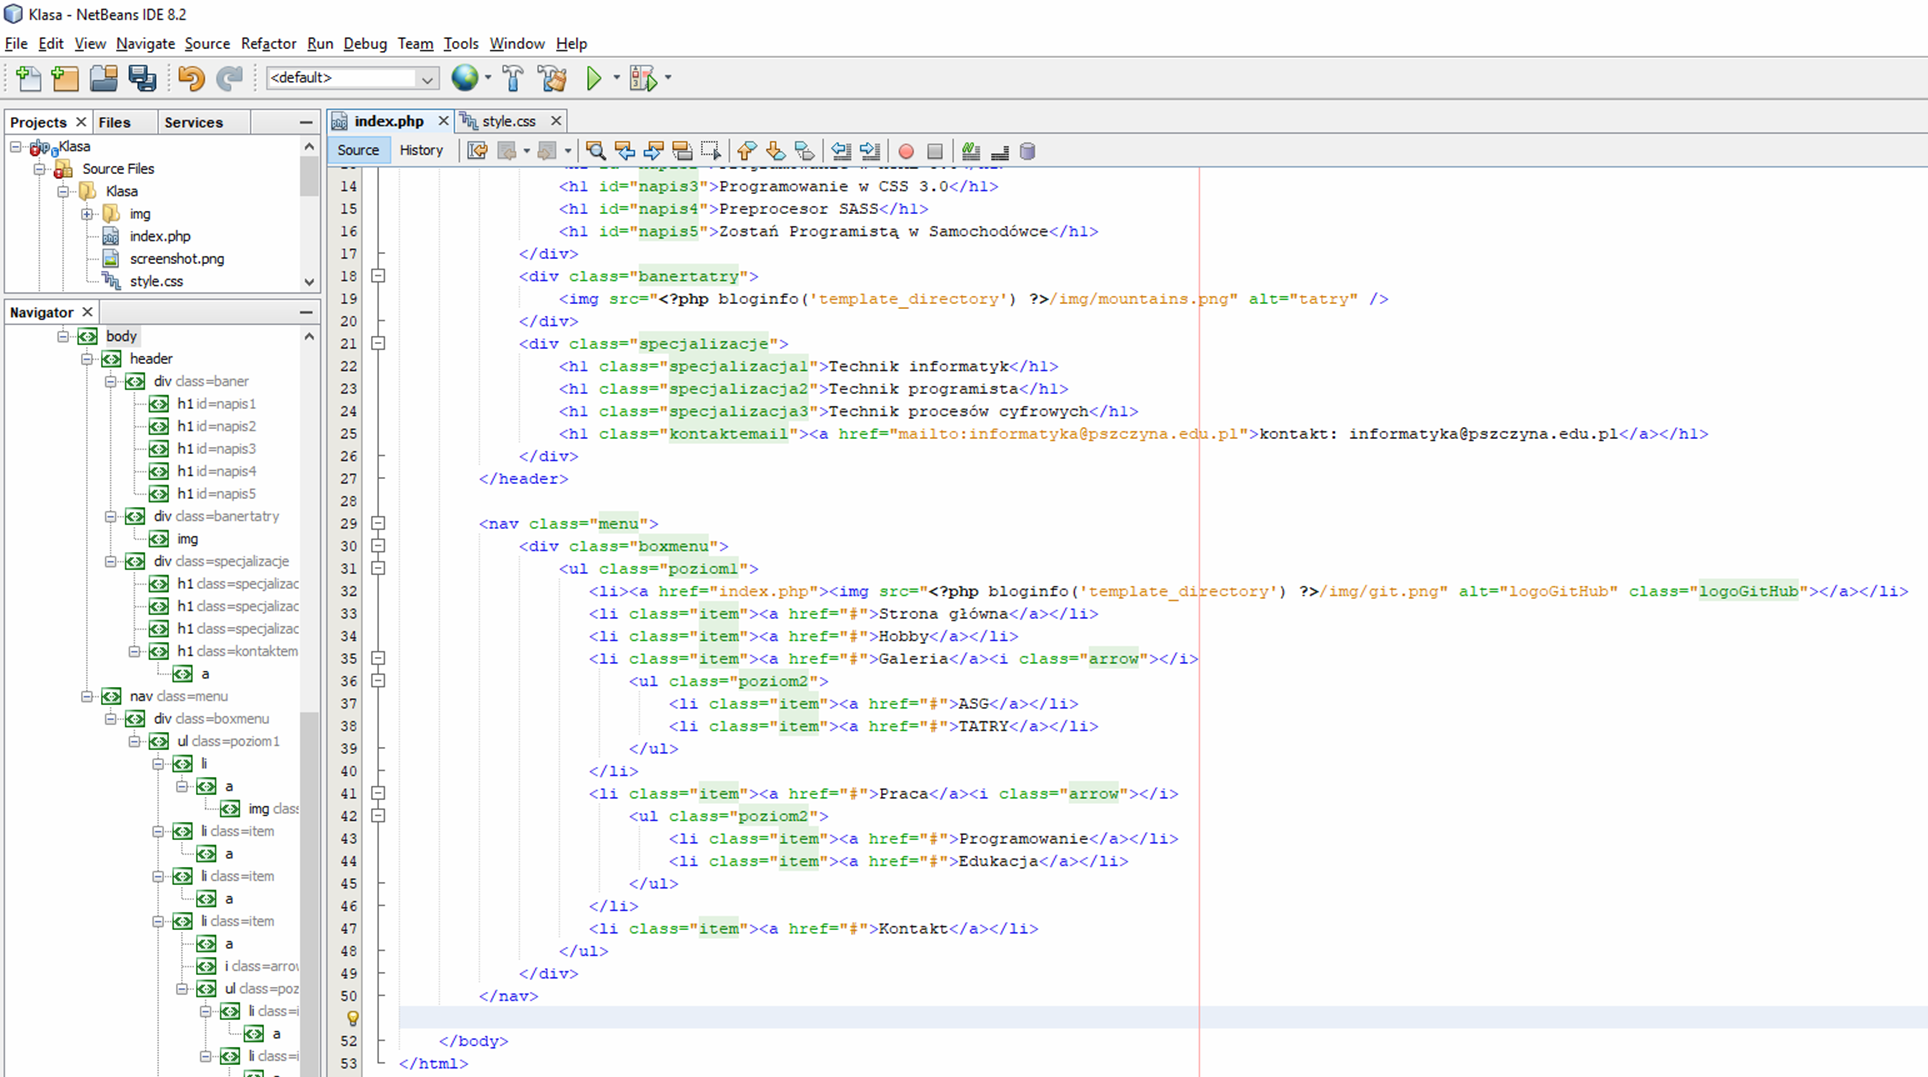 Klasa - NetBeans IDE 8.2
File Edit View Navigate Source Refactor Run Debug Team Tools Window Help
<default>
Projects Files Services
Klasa
Source Files
Klasa
img
index.php
screenshot.png
style.css
Navigator
body
header
div class=baner
h1 id=napis1
h1 id=napis2
h1 id=napis3
h1 id=napis4
h1 id=napis5
div class=banertatry
img
div class=specjalizacje
h1 class=specjalizac
h1 class=specjalizac
h1 class=specjalizac
h1 class=kontaktem
a
nav class=menu
div class=boxmenu
ul class=poziom1
li
a
img clas
li class=item
a
li class=item
a
li class=item
a
i class=arrov
ul class=poz
li class=i
a
li class=i
index.php style.css
Source History
14 <h1 id="napis3">Programowanie w CSS 3.0</h1>
15 <h1 id="napis4">Preprocesor SASS</h1>
16 <h1 id="napis5">Zostań Programistą w Samochodówce</h1>
17 </div>
18 <div class="banertatry">
19 <img src="<?php bloginfo('template_directory') ?>/img/mountains.png" alt="tatry" />
20 </div>
21 <div class="specjalizacje">
22 <h1 class="specjalizacja1">Technik informatyk</h1>
23 <h1 class="specjalizacja2">Technik programista</h1>
24 <h1 class="specjalizacja3">Technik procesów cyfrowych</h1>
25 <h1 class="kontaktemail"><a href="mailto:informatyka@pszczyna.edu.pl">kontakt: informatyka@pszczyna.edu.pl</a></h1>
26 </div>
27 </header>
28
29 <nav class="menu">
30 <div class="boxmenu">
31 <ul class="poziom1">
32 <li><a href="index.php"><img src="<?php bloginfo('template_directory') ?>/img/git.png" alt="logoGitHub" class="logoGitHub"></a></li>
33 <li class="item"><a href="#">Strona główna</a></li>
34 <li class="item"><a href="#">Hobby</a></li>
35 <li class="item"><a href="#">Galeria</a><i class="arrow"></i>
36 <ul class="poziom2">
37 <li class="item"><a href="#">ASG</a></li>
38 <li class="item"><a href="#">TATRY</a></li>
39 </ul>
40 </li>
41 <li class="item"><a href="#">Praca</a><i class="arrow"></i>
42 <ul class="poziom2">
43 <li class="item"><a href="#">Programowanie</a></li>
44 <li class="item"><a href="#">Edukacja</a></li>
45 </ul>
46 </li>
47 <li class="item"><a href="#">Kontakt</a></li>
48 </ul>
49 </div>
50 </nav>
52 </body>
53 </html>